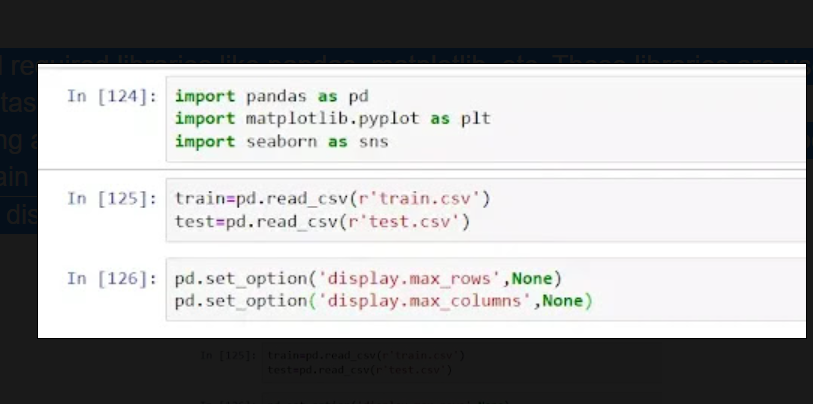 In [124]: import pandas as pd
import matplotlib.pyplot as plt
import seaborn as sns
In [125]: train=pd.read_csv(r'train.csv')
test=pd.read_csv(r'test.csv')
In [126]: pd.set_option('display.max_rows',None)
pd.set_option('display.max_columns',None)
In [125]: train=pd.read_csv(r'train.csv')
test=pd.read_csv(r'test.csv')